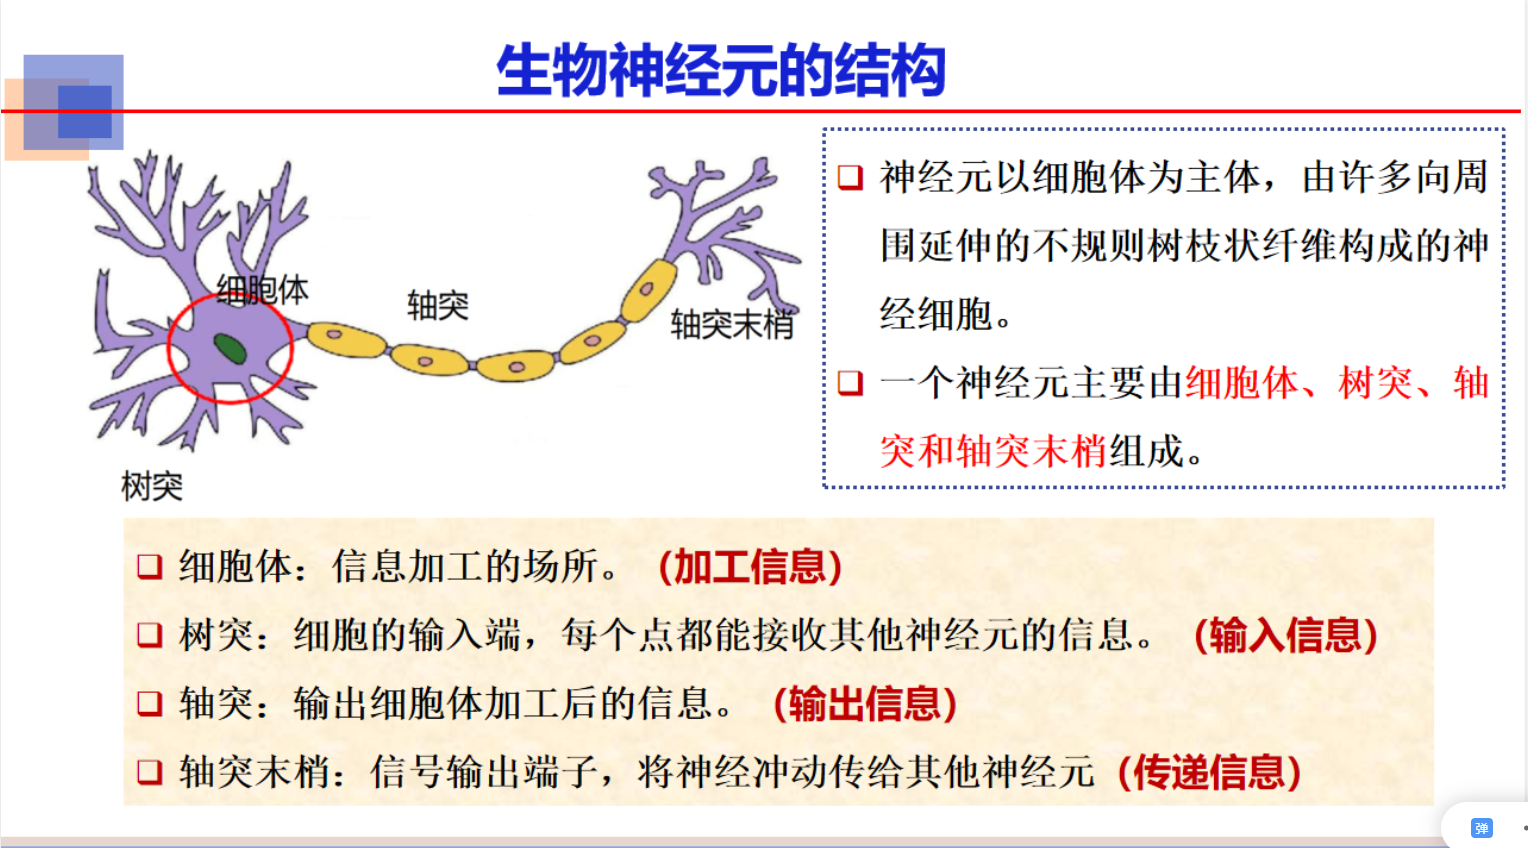 生物神经元的结构
细胞体
轴突
轴突末梢
树突
神经元以细胞体为主体，由许多向周
围延伸的不规则树枝状纤维构成的神
经细胞。
一个神经元主要由细胞体、树突、轴
突和轴突末梢组成。
细胞体：信息加工的场所。（加工信息）
树突：细胞的输入端，每个点都能接收其他神经元的信息。（输入信息）
轴突：输出细胞体加工后的信息。（输出信息）
轴突末梢：信号输出端子，将神经冲动传给其他神经元（传递信息）
弹